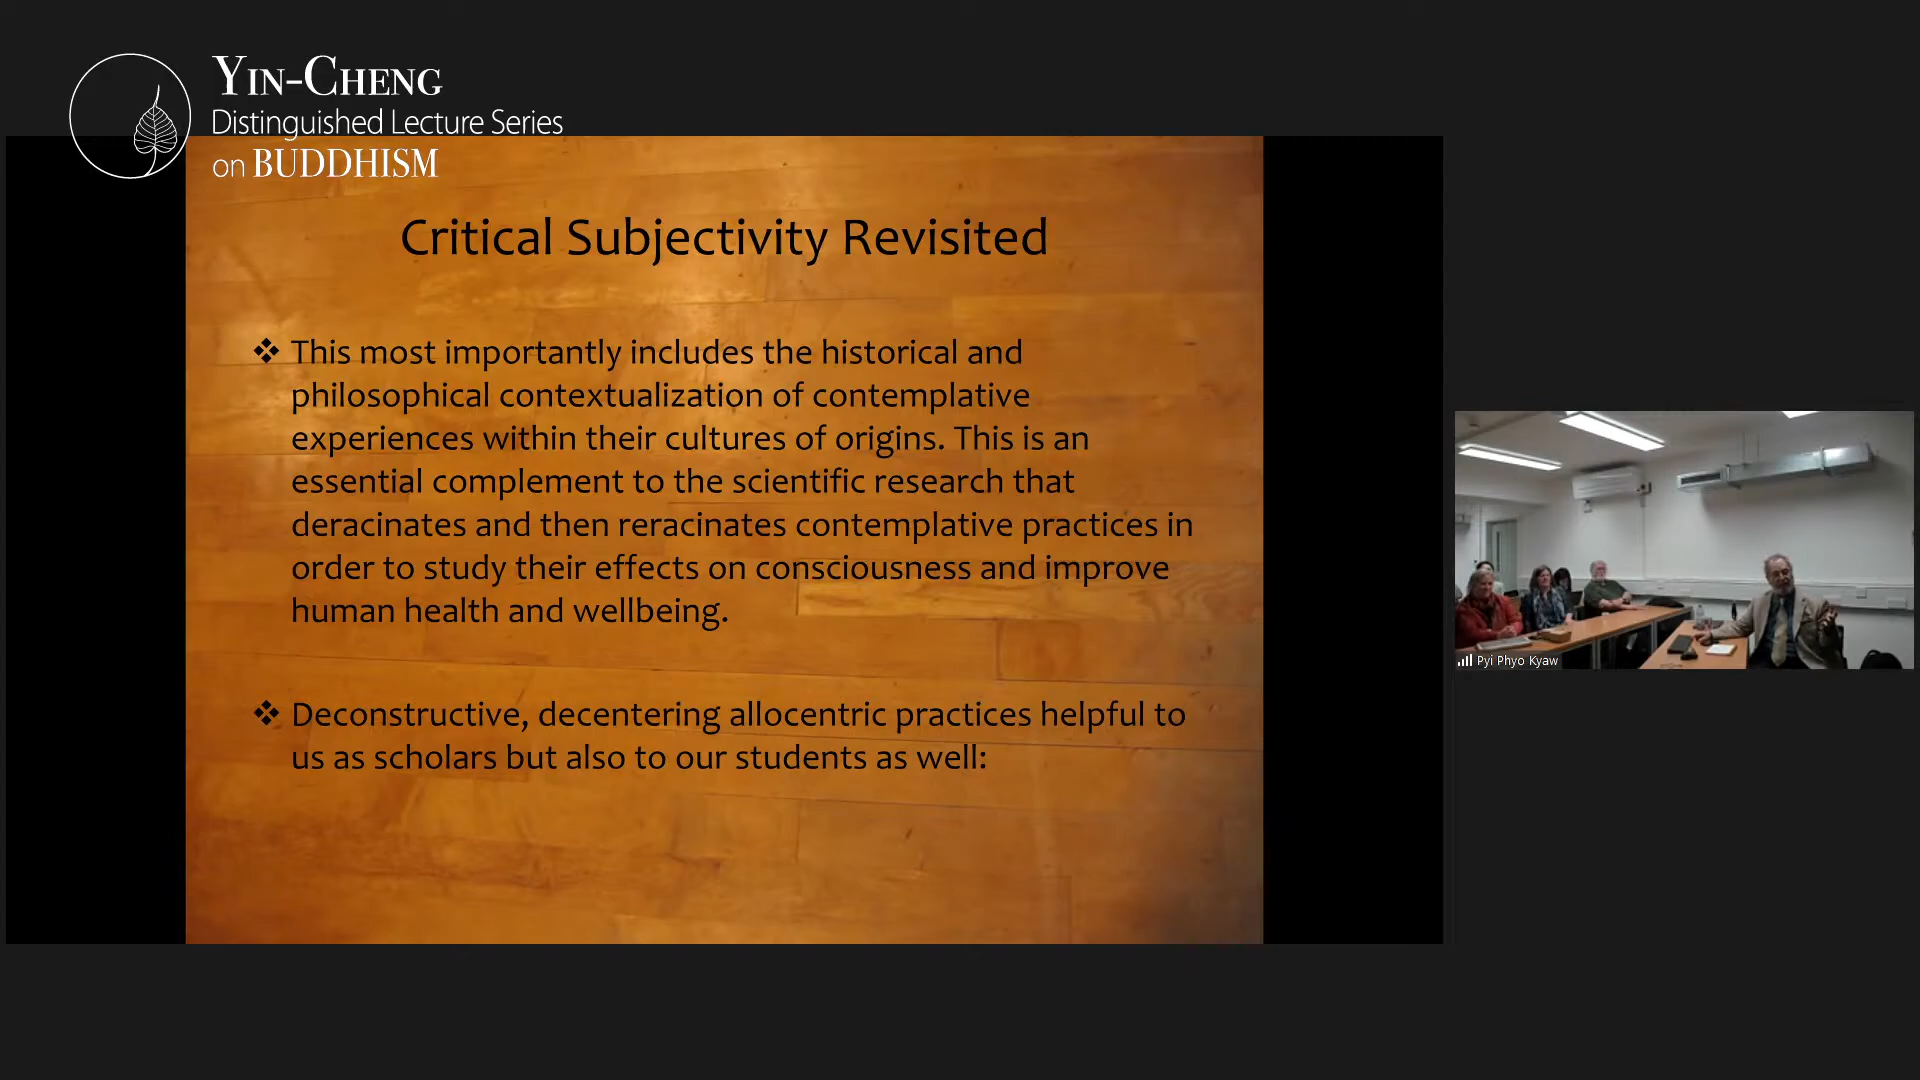 YIN-CHENG
Distinguished Lecture Series
on BUDDHISM
Critical Subjectivity Revisited
❖ This most importantly includes the historical and
philosophical contextualization of contemplative
experiences within their cultures of origins. This is an
essential complement to the scientific research that
deracinates and then reracinates contemplative practices in
order to study their effects on consciousness and improve
human health and wellbeing.
❖ Deconstructive, decentering allocentric practices helpful to
us as scholars but also to our students as well:
Pyi Phyo Kyaw